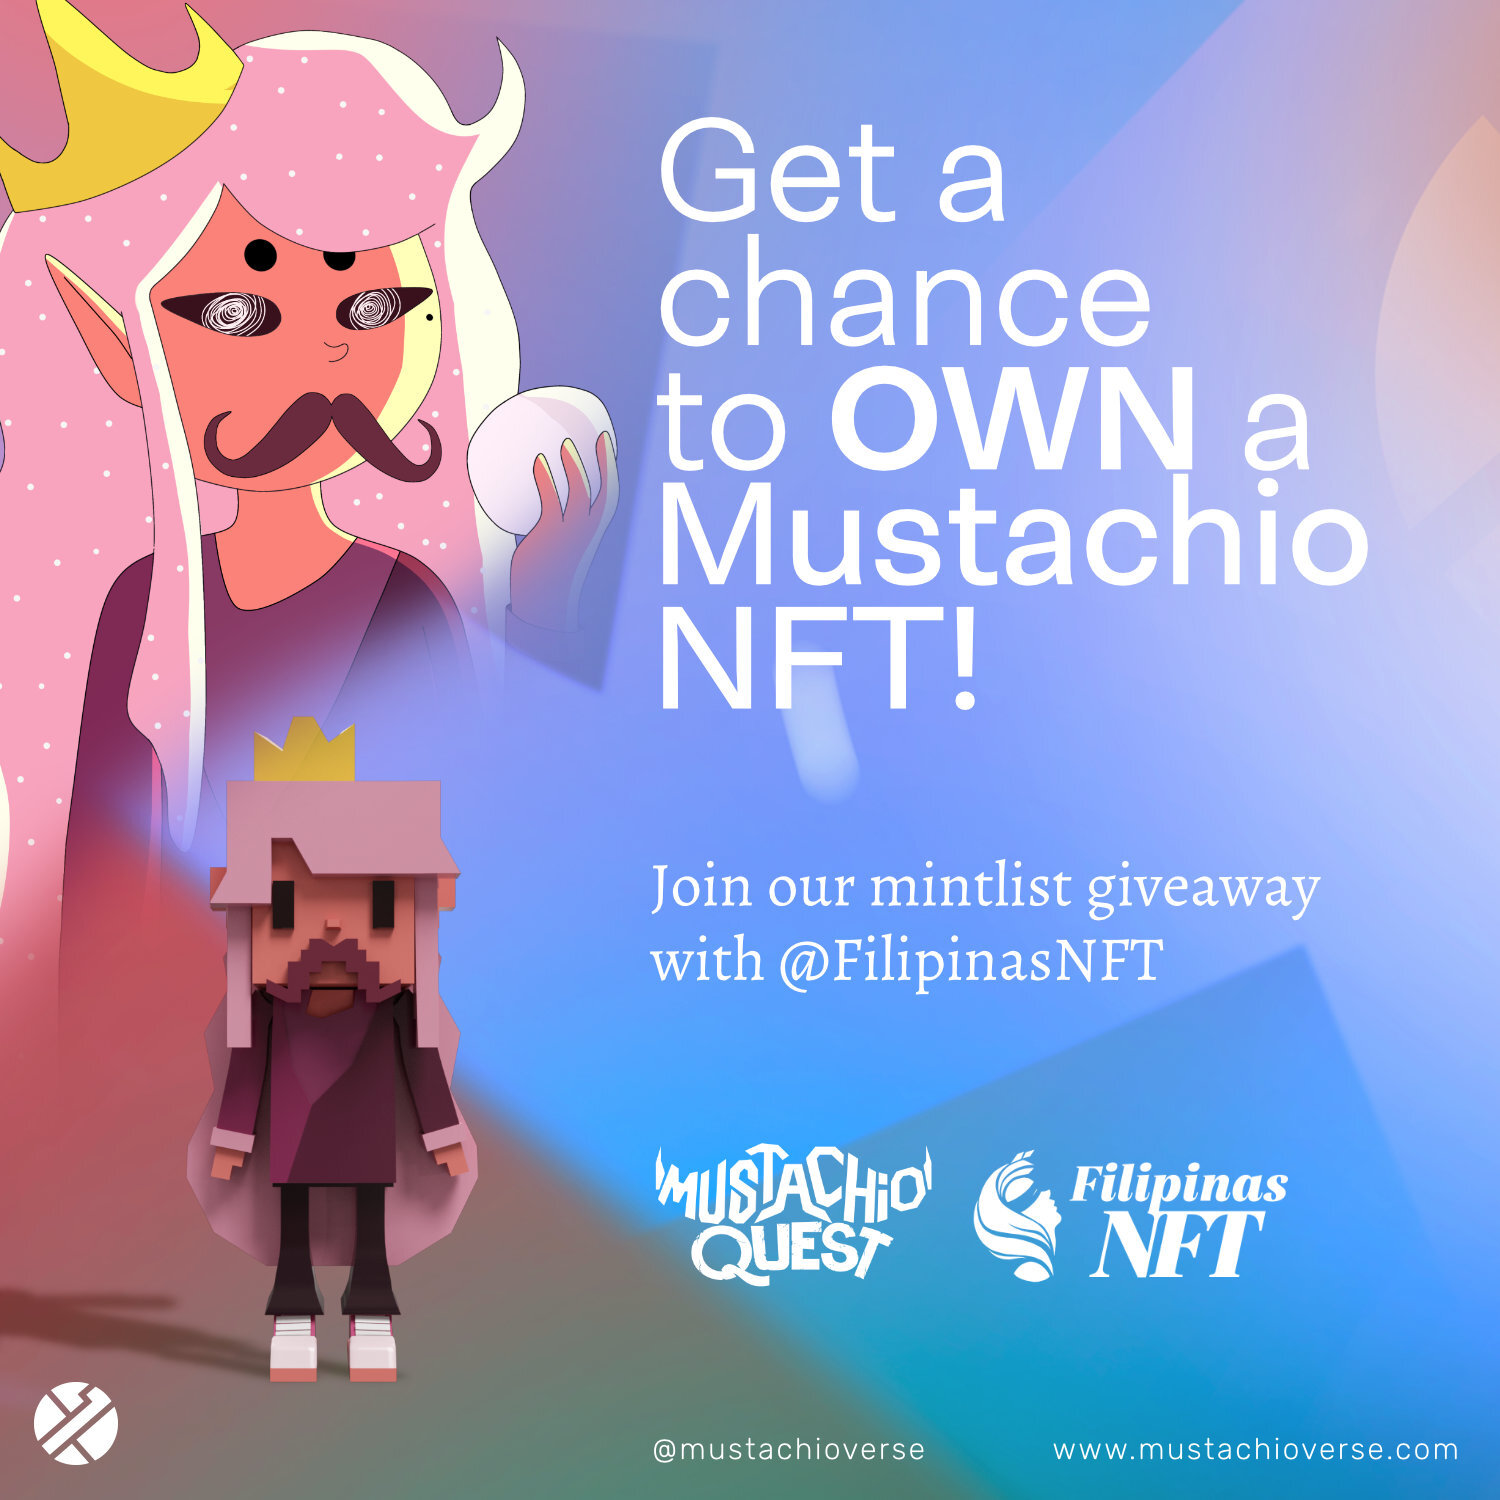 Get a
chance
to OWN a
Mustachio
NFT!
Join our mintlist giveaway
with @FilipinasNFT
MUSTACHiO
QUEST
Filipinas
NFT
@mustachioverse
www.mustachioverse.com